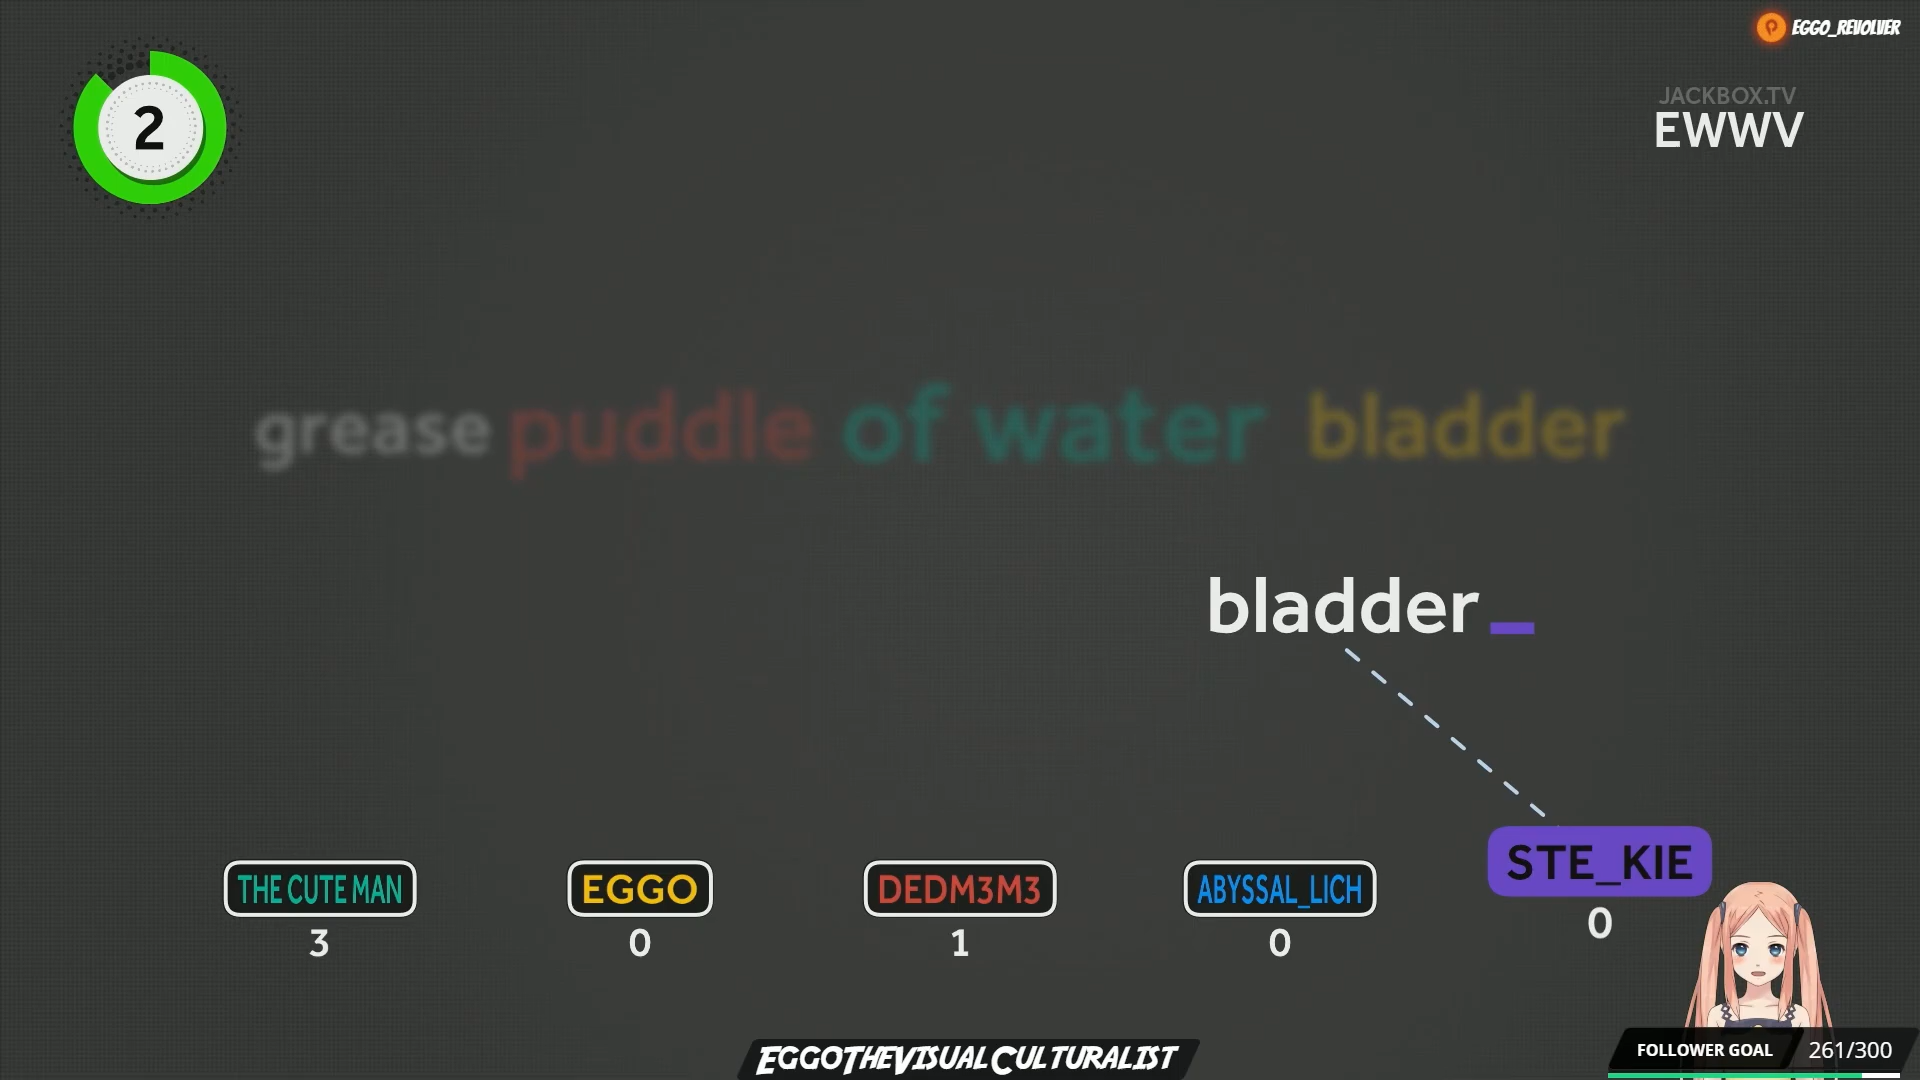 EGGO_REVOLVER
2
JACKBOX.TV
EWWV
grease puddle of water bladder
bladder_
THE CUTE MAN
3
EGGO
0
DEDM3M3
1
ABYSSAL_LICH
0
STE_KIE
0
EGGOTHEVISUALCULTURALIST
FOLLOWER GOAL 261/300